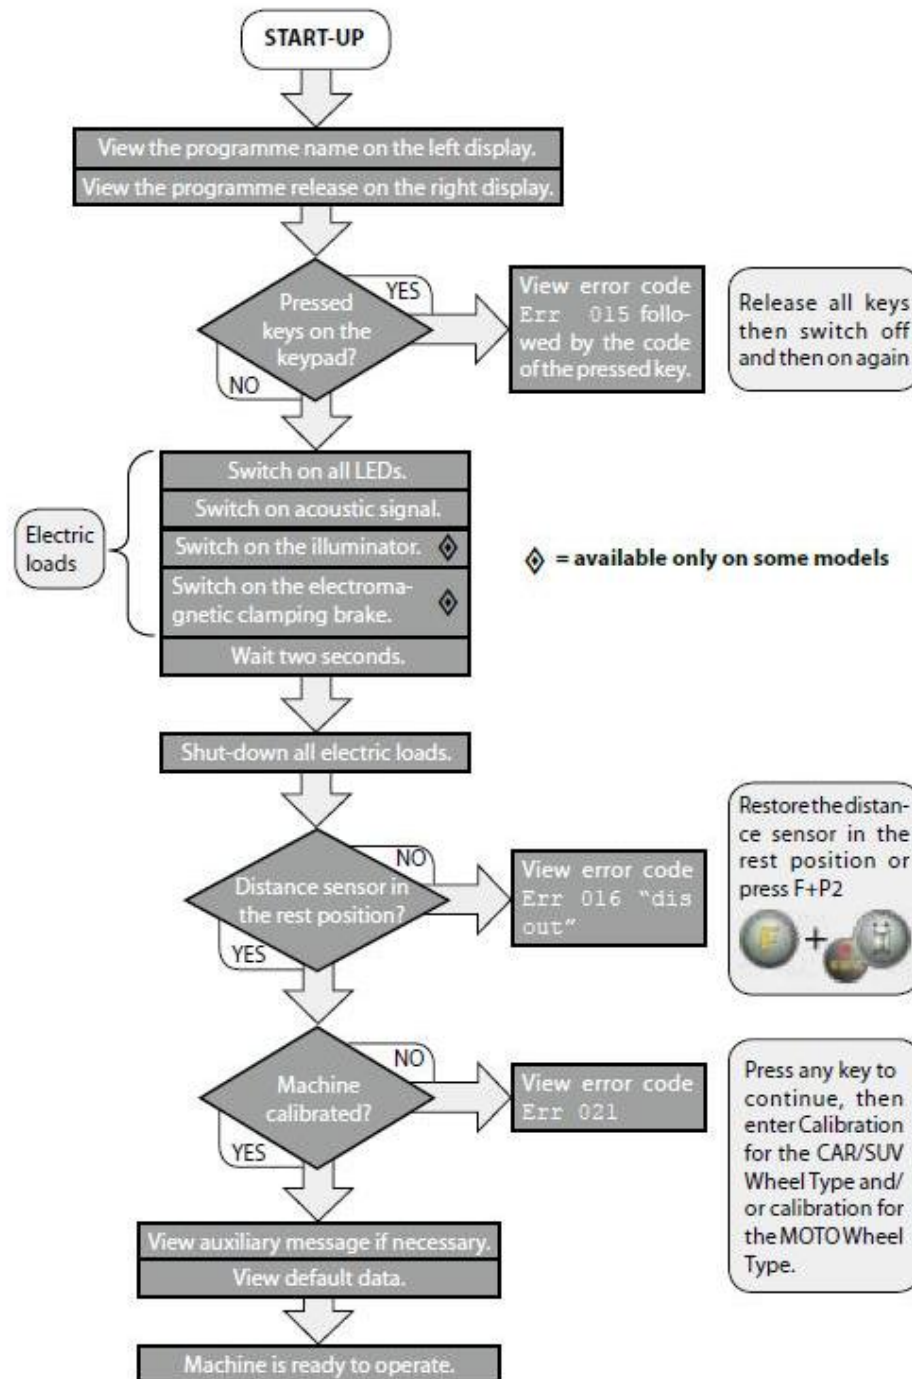 START-UP
View the programme name on the left display.
View the programme release on the right display.
Pressed
keys on the
keypad?
YES
NO
View error code
Err 015 follo-
wed by the code
of the pressed key.
Release all keys
then switch off
and then on again
Electric
loads
Switch on all LEDs.
Switch on acoustic signal.
Switch on the illuminator.
Switch on the electroma-
gnetic clamping brake.
Wait two seconds.
= available only on some models
Shut-down all electric loads.
Distance sensor in
the rest position?
NO
YES
View error code
Err 016 “dis
out”
Restore the distan-
ce sensor in the
rest position or
press F+P2
F
+
Machine
calibrated?
NO
YES
View error code
Err 021
Press any key to
continue, then
enter Calibration
for the CAR/SUV
Wheel Type and/
or calibration for
the MOTO Wheel
Type.
View auxiliary message if necessary.
View default data.
Machine is ready to operate.